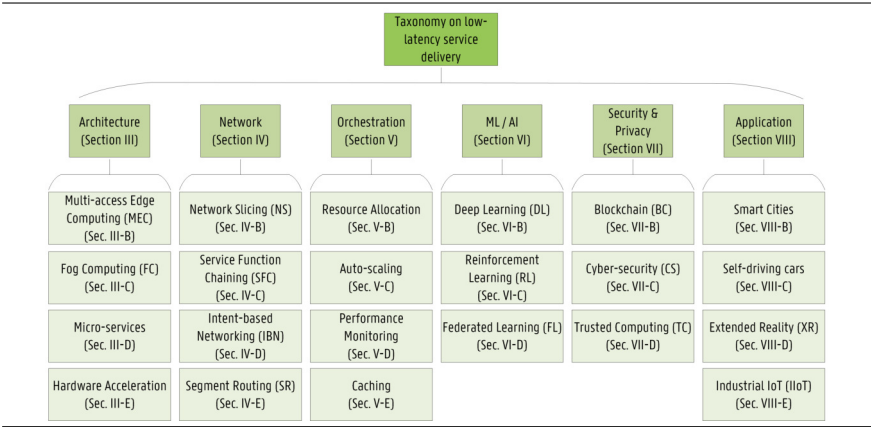 Taxonomy on low-
latency service
delivery
Architecture
(Section III)
Network
(Section IV)
Orchestration
(Section V)
ML / AI
(Section VI)
Security &
Privacy
(Section VII)
Application
(Section VIII)
Multi-access Edge
Computing (MEC)
(Sec. III-B)
Network Slicing (NS)
(Sec. IV-B)
Resource Allocation
(Sec. V-B)
Deep Learning (DL)
(Sec. VI-B)
Blockchain (BC)
(Sec. VII-B)
Smart Cities
(Sec. VIII-B)
Fog Computing (FC)
(Sec. III-C)
Service Function
Chaining (SFC)
(Sec. IV-C)
Auto-scaling
(Sec. V-C)
Reinforcement
Learning (RL)
(Sec. VI-C)
Cyber-security (CS)
(Sec. VII-C)
Self-driving cars
(Sec. VIII-C)
Micro-services
(Sec. III-D)
Intent-based
Networking (IBN)
(Sec. IV-D)
Performance
Monitoring
(Sec. V-D)
Federated Learning (FL)
(Sec. VI-D)
Trusted Computing (TC)
(Sec. VII-D)
Extended Reality (XR)
(Sec. VIII-D)
Hardware Acceleration
(Sec. III-E)
Segment Routing (SR)
(Sec. IV-E)
Caching
(Sec. V-E)
Industrial IoT (IIoT)
(Sec. VIII-E)